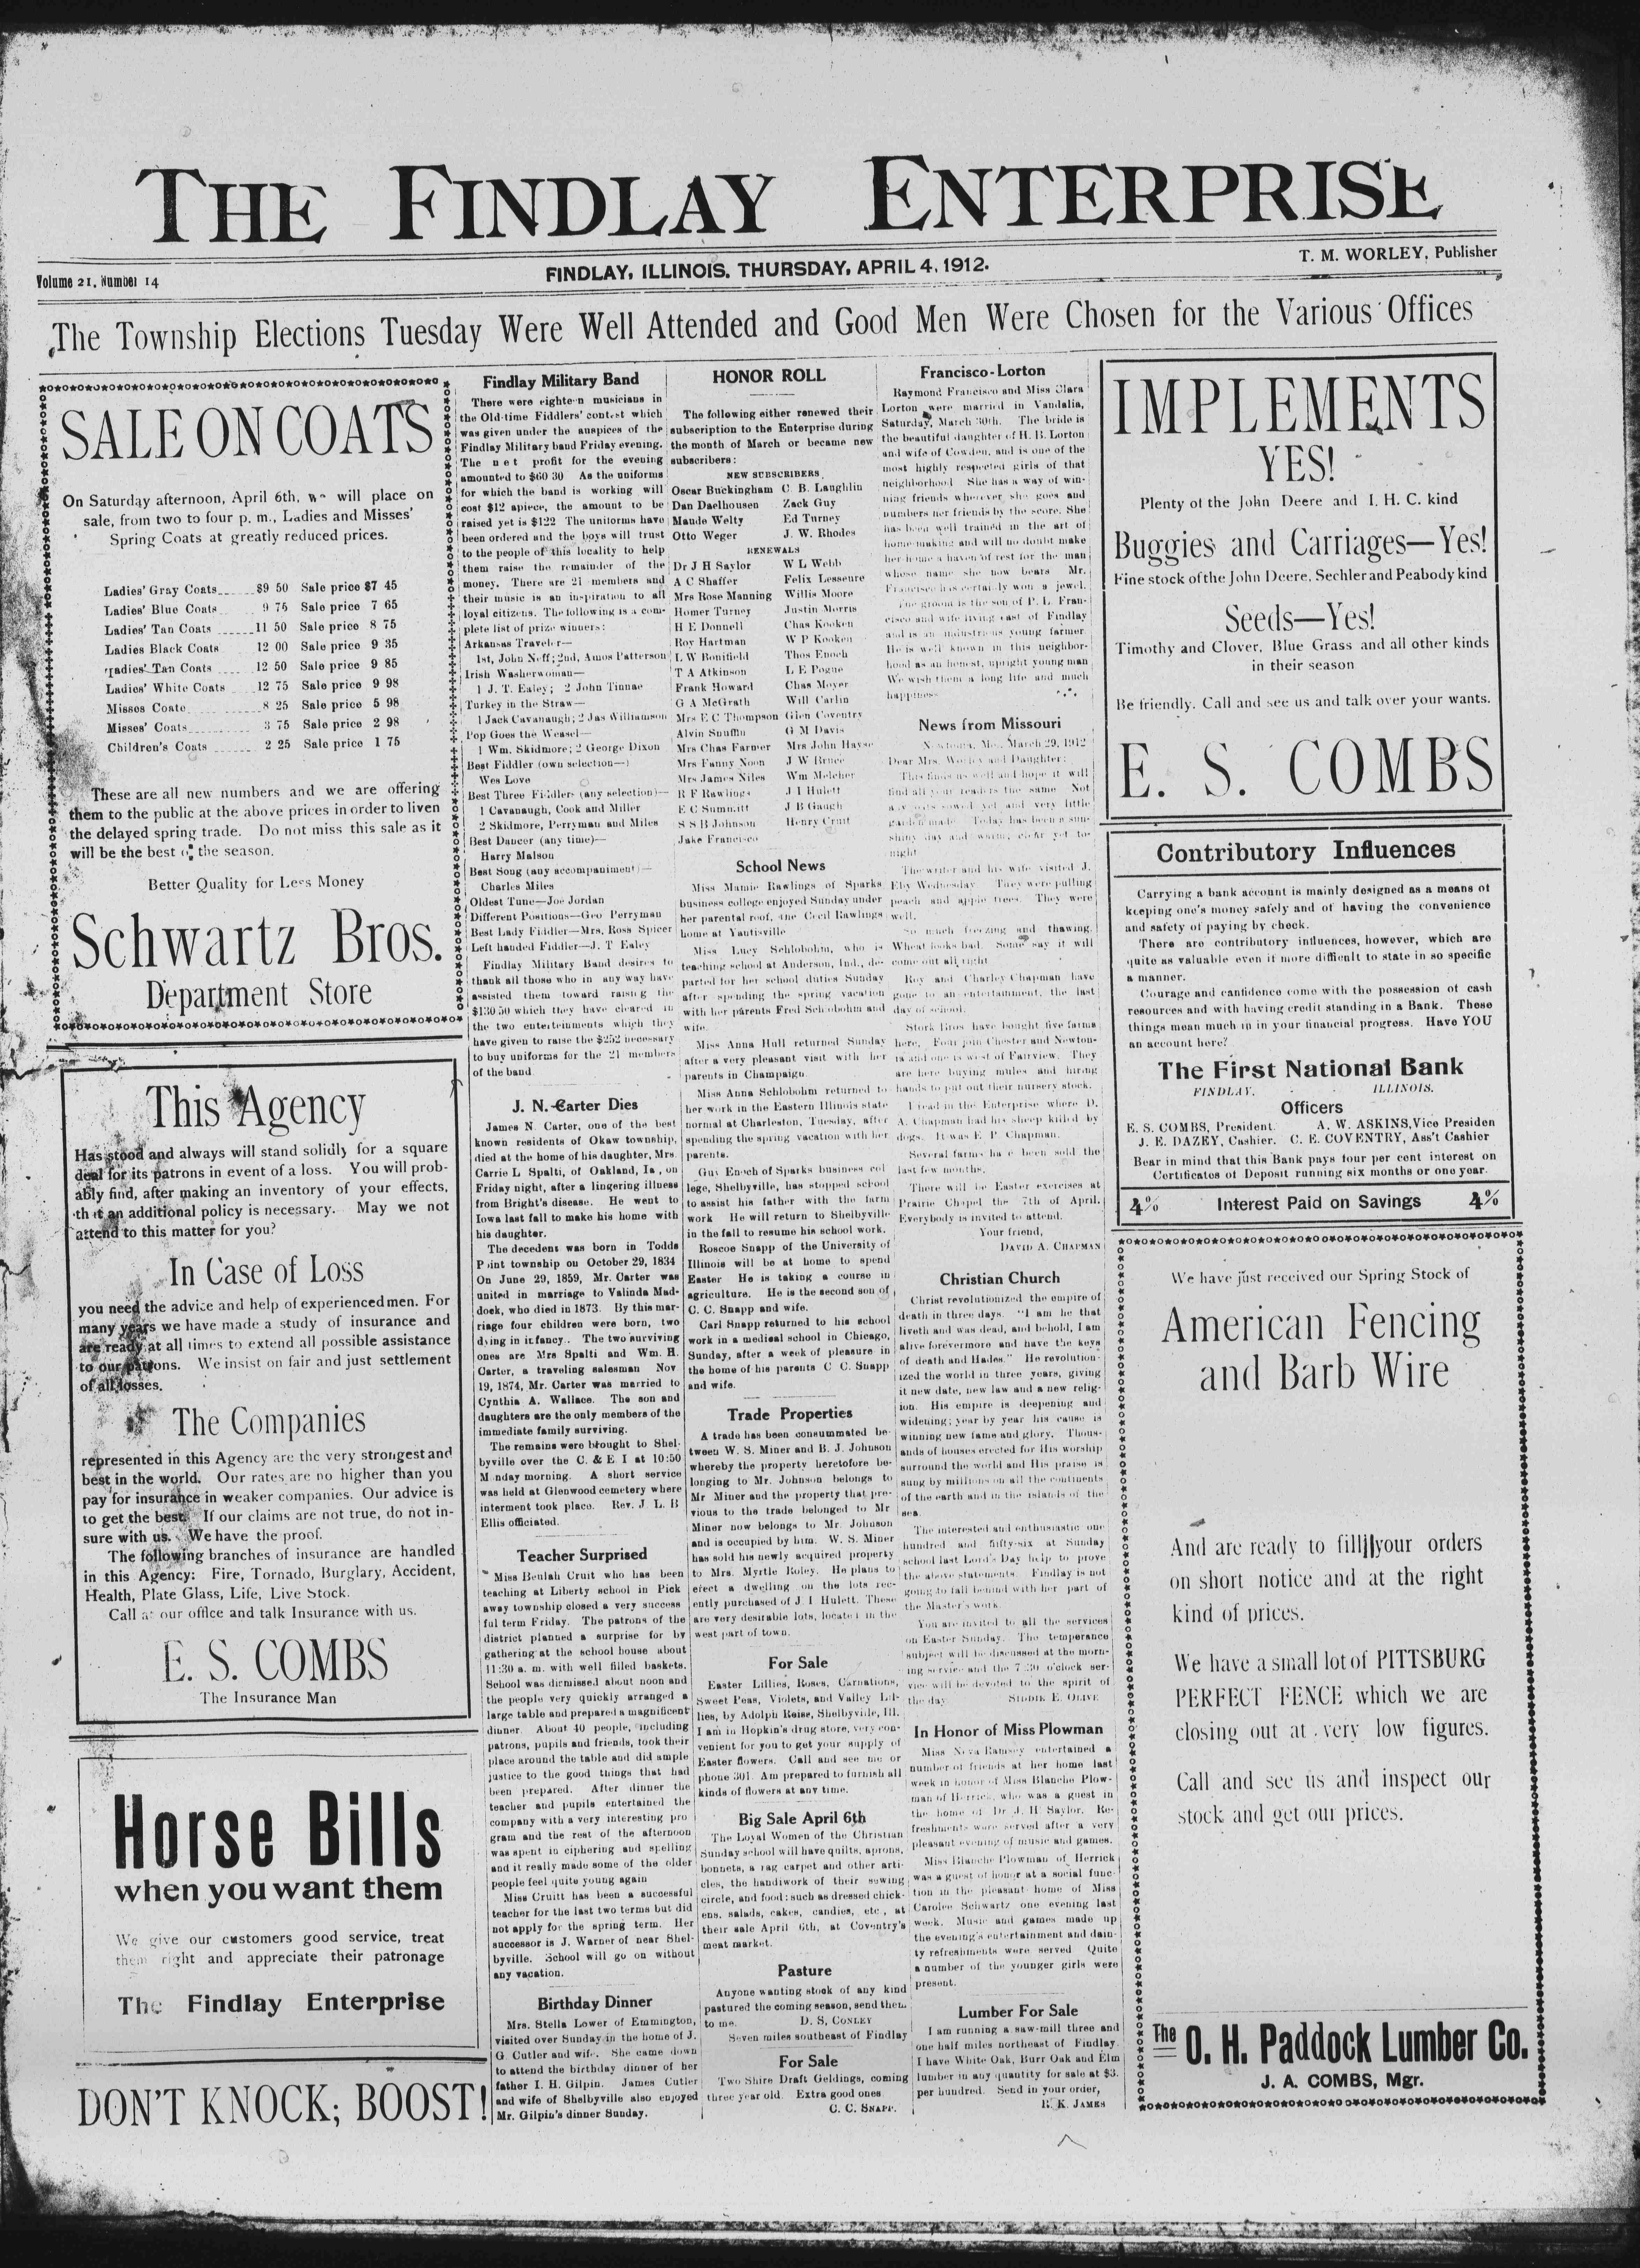 THE FINDLAY ENTERPRISE
Volume 21, Number 14
FINDLAY, ILLINOIS, THURSDAY, APRIL 4, 1912.
T. M. WORLEY, Publisher
The Township Elections Tuesday Were Well Attended and Good Men Were Chosen for the Various Offices
SALE ON COATS
On Saturday afternoon, April 6th, we will place on
sale, from two to four p. m., Ladies and Misses'
Spring Coats at greatly reduced prices.
Ladies' Gray Coats $9 50 Sale price $7 45
Ladies' Blue Coats 9 75 Sale price 7 65
Ladies' Tan Coats 11 50 Sale price 8 75
Ladies Black Coats 12 00 Sale price 9 35
Ladies' Tan Coats 12 50 Sale price 9 85
Ladies' White Coats 12 75 Sale price 9 98
Misses Coats 8 25 Sale price 5 98
Misses' Coats 3 75 Sale price 2 98
Children's Coats 2 25 Sale price 1 75
These are all new numbers and we are offering
them to the public at the above prices in order to liven
the delayed spring trade. Do not miss this sale as it
will be the best of the season.
Better Quality for Less Money
Schwartz Bros.
Department Store
This Agency
Has stood and always will stand solidly for a square
deal for its patrons in event of a loss. You will prob-
ably find, after making an inventory of your effects,
that an additional policy is necessary. May we not
attend to this matter for you?
In Case of Loss
you need the advice and help of experienced men. For
many years we have made a study of insurance and
are ready at all times to extend all possible assistance
to our patrons. We insist on fair and just settlement
of all losses.
The Companies
represented in this Agency are the very strongest and
best in the world. Our rates are no higher than you
pay for insurance in weaker companies. Our advice is
to get the best. If our claims are not true, do not in-
sure with us. We have the proof.
The following branches of insurance are handled
in this Agency: Fire, Tornado, Burglary, Accident,
Health, Plate Glass, Life, Live Stock.
Call at our office and talk Insurance with us.
E. S. COMBS
The Insurance Man
Horse Bills
when you want them
We give our customers good service, treat
them right and appreciate their patronage
The Findlay Enterprise
DON'T KNOCK; BOOST!
Findlay Military Band
There were eighteen musicians in
the Old-time Fiddlers' contest which
was given under the auspices of the
Findlay Military band Friday evening.
The net profit for the evening
amounted to $60 30 As the uniforms
for which the band is working will
cost $12 apiece, the amount to be
raised yet is $122 The uniforms have
been ordered and the boys will trust
to the people of this locality to help
them raise the remainder of the
money. There are 21 members and
their music is an inspiration to all
loyal citizens. The following is a com-
plete list of prize winners:
Arkansas Traveler—
1st, John Neff; 2nd, Amos Patterson
Irish Washerwoman—
1 J. T. Ealey; 2 John Tinnae
Turkey in the Straw—
1 Jack Cavanaugh; 2 Jas Williamson
Pop Goes the Weasel—
1 Wm. Skidmore; 2 George Dixon
Best Fiddler (own selection—)
Wes Love
Best Three Fiddlers (any selection)—
1 Cavanaugh, Cook and Miller
2 Skidmore, Perryman and Miles
Best Dancer (any time)—
Harry Malson
Best Song (any accompaniment)—
Charles Miles
Oldest Tune—Joe Jordan
Different Positions—Geo Perryman
Best Lady Fiddler—Mrs. Ross Spicer
Left handed Fiddler—J. T Ealey
Findlay Military Band desires to
thank all those who in any way have
assisted them toward raising the
$130 50 which they have cleared in
the two entertainments which they
have given to raise the $252 necessary
to buy uniforms for the 21 members
of the band
J. N. Carter Dies
James N. Carter, one of the best
known residents of Okaw township,
died at the home of his daughter, Mrs
Carrie L Spalti, of Oakland, Ia , on
Friday night, after a lingering illness
from Bright's disease. He went to
Iowa last fall to make his home with
his daughter.
The decedent was born in Todds
Point township on October 29, 1834
On June 29, 1859, Mr. Carter was
united in marriage to Valinda Mad-
dock, who died in 1873. By this mar-
riage four children were born, two
dying in infancy. The two surviving
ones are Mrs Spalti and Wm. H.
Carter, a traveling salesman Nov
19, 1874, Mr. Carter was married to
Cynthia A. Wallace. The son and
daughters are the only members of the
immediate family surviving.
The remains were brought to Shel-
byville over the C. & E I at 10:50
Monday morning. A short service
was held at Glenwood cemetery where
interment took place. Rev. J. L. B
Ellis officiated.
Teacher Surprised
Miss Beulah Cruit who has been
teaching at Liberty school in Pick
away township closed a very success
ful term Friday. The patrons of the
district planned a surprise for by
gathering at the school house about
11:30 a. m. with well filled baskets.
School was dismissed about noon and
the people very quickly arranged a
large table and prepared a magnificent
dinner. About 40 people, including
patrons, pupils and friends, took their
place around the table and did ample
justice to the good things that had
been prepared. After dinner the
teacher and pupils entertained the
company with a very interesting pro
gram and the rest of the afternoon
was spent in ciphering and spelling
and it really made some of the older
people feel quite young again
Miss Cruitt has been a successful
teacher for the last two terms but did
not apply for the spring term. Her
successor is J. Warner of near Shel-
byville. School will go on without
any vacation.
Birthday Dinner
Mrs. Stella Lower of Emmington,
visited over Sunday in the home of J.
G Cutler and wife. She came down
to attend the birthday dinner of her
father I. H. Gilpin. James Cutler
and wife of Shelbyville also enjoyed
Mr. Gilpin's dinner Sunday.
HONOR ROLL
The following either renewed their
subscription to the Enterprise during
the month of March or became new
subscribers:
NEW SUBSCRIBERS
Oscar Buckingham C. B. Laughlin
Dan Daelhousen Zack Guy
Maude Welty Ed Turney
Otto Weger J. W. Rhodes
RENEWALS
Dr J H Saylor W L Webb
A C Shaffer Felix Lesseure
Mrs Rose Manning Willis Moore
Homer Turney Justin Morris
H E Donnell Chas Kooken
Roy Hartman W P Kooken
L W Bonifield Thos Enoch
T A Atkinson L E Pogue
Frank Howard Chas Moyer
G A McGrath Will Carlin
Mrs E C Thompson Glen Coventry
Alvin Snuffin G M Davis
Mrs Chas Farmer Mrs John Hayse
Mrs Fanny Noon J W Bruce
Mrs James Niles Wm Melcher
R F Rawlings J I Hulett
E C Summitt J B Gaugh
S S B Johnson Henry Cruit
Jake Francisco
School News
Miss Mamie Rawlings of Sparks
business college enjoyed Sunday under
her parental roof, the Cecil Rawlings
home at Yantisville
Miss Lucy Schlobohm, who is
teaching school at Anderson, Ind., de-
parted for her school duties Sunday
after spending the spring vacation
with her parents Fred Schlobohm and
wife.
Miss Anna Hull returned Sunday
after a very pleasant visit with her
parents in Champaign
Miss Anna Schlobohm returned to
her work in the Eastern Illinois state
normal at Charleston, Tuesday, after
spending the spring vacation with her
parents.
Gus Enoch of Sparks business col
lege, Shelbyville, has stopped school
to assist his father with the farm
work He will return to Shelbyville
in the fall to resume his school work.
Roscoe Snapp of the University of
Illinois will be at home to spend
Easter He is taking a course in
agriculture. He is the second son of
C. C. Snapp and wife.
Carl Snapp returned to his school
work in a medical school in Chicago,
Sunday, after a week of pleasure in
the home of his parents C C. Snapp
and wife.
Trade Properties
A trade has been consummated be-
tween W. S. Miner and B. J. Johnson
whereby the property heretofore be-
longing to Mr. Johnson belongs to
Mr Miner and the property that pre-
vious to the trade belonged to Mr
Miner now belongs to Mr. Johnson
and is occupied by him. W. S. Miner
has sold his newly acquired property
to Mrs. Myrtle Roley. He plans to
erect a dwelling on the lots rec-
ently purchased of J. I Hulett. These
are very desirable lots, located in the
west part of town.
For Sale
Easter Lillies, Roses, Carnations,
Sweet Peas, Violets, and Valley Lil-
lies, by Adolph Reise, Shelbyville, Ill.
I am in Hopkin's drug store, very con-
venient for you to get your supply of
Easter flowers. Call and see me or
phone 301. Am prepared to furnish all
kinds of flowers at any time.
Big Sale April 6th
The Loyal Women of the Christian
Sunday school will have quilts, aprons,
bonnets, a rag carpet and other arti-
cles, the handiwork of their sewing
circle, and food: such as dressed chick-
ens, salads, cakes, candies, etc , at
their sale April 6th, at Coventry's
meat market.
Pasture
Anyone wanting stock of any kind
pastured the coming season, send them
to me. D. S. CONLEY
Seven miles southeast of Findlay
For Sale
Two Shire Draft Geldings, coming
three year old. Extra good ones
C. C. SNAPP.
Francisco-Lorton
Raymond Francisco and Miss Clara
Lorton were married in Vandalia,
Saturday, March 30th. The bride is
the beautiful daughter of H. B. Lorton
and wife of Cowden, and is one of the
most highly respected girls of that
neighborhood She has a way of win-
ning friends wherever she goes and
numbers her friends by the score. She
has been well trained in the art of
home making and will no doubt make
her home a haven of rest for the man
whose name she now bears Mr.
Francisco has certainly won a jewel.
The groom is the son of P. L. Fran-
cisco and wife living east of Findlay
and is an industrious young farmer
He is well known in this neighbor-
hood as an honest, upright young man
We wish them a long life and much
happiness
News from Missouri
Newtonia, Mo., March 29, 1912
Dear Mrs. Worley and Daughter:
This finds us well and hope it will
find all your readers the same Not
any oats sowed yet and very little
garden made Today has been a sun-
shiny day and warm, clear yet to-
night
The writer and his wife visited J.
Eby Wednesday They were pulling
peach and apple trees. They were
well.
So much freezing and thawing.
Wheat looks bad. Some say it will
come out all right
Roy and Charley Chapman have
gone to an entertainment, the last
day of school.
Stork Bros have bought five farms
here. Four join Chester and Newton-
ia and one is west of Fairview. They
are here buying mules and hiring
hands to put out their nursery stock.
I read in the Enterprise where D.
A. Chapman had his sheep killed by
dogs. It was E. P. Chapman.
Several farms have been sold the
last few months.
There will be Easter exercises at
Prairie Chapel the 7th of April.
Everybody is invited to attend.
Your friend,
DAVID A. CHAPMAN
Christian Church
Christ revolutionized the empire of
death in three days. "I am he that
liveth and was dead, and behold, I am
alive forevermore and have the keys
of death and Hades." He revolution-
ized the world in three years, giving
it new date, new law and a new relig-
ion. His empire is deepening and
widening; year by year his cause is
winning new fame and glory. Thous-
ands of houses erected for His worship
surround the world and His praise is
sung by millions on all the continents
of the earth and in the islands of the
sea.
The interested and enthusiastic one
hundred and fifty-six at Sunday
school last Lord's Day help to prove
the above statements. Findlay is not
going to fall behind with her part of
the Master's work.
You are invited to all the services
on Easter Sunday. The temperance
subject will be discussed at the morn-
ing service and the 7:30 o'clock ser-
vice will be devoted to the spirit of
the day SIDDIE E. OLIVE
In Honor of Miss Plowman
Miss Neva Ramsey entertained a
number of friends at her home last
week in honor of Miss Blanche Plow-
man of Herrick, who was a guest in
the home of Dr J. H Saylor. Re-
freshments were served after a very
pleasant evening of music and games.
Miss Blanche Plowman of Herrick
was a guest of honor at a social func
tion in the pleasant home of Miss
Carolee Schwartz one evening last
week. Music and games made up
the evening's entertainment and dain-
ty refreshments were served Quite
a number of the younger girls were
present.
Lumber For Sale
I am running a saw-mill three and
one half miles northeast of Findlay.
I have White Oak, Burr Oak and Elm
lumber in any quantity for sale at $3.
per hundred. Send in your order,
R. K. JAMES
IMPLEMENTS
YES!
Plenty of the John Deere and I. H. C. kind
Buggies and Carriages—Yes!
Fine stock of the John Deere, Sechler and Peabody kind
Seeds—Yes!
Timothy and Clover, Blue Grass and all other kinds
in their season
Be friendly. Call and see us and talk over your wants.
E. S. COMBS
Contributory Influences
Carrying a bank account is mainly designed as a means of
keeping one's money safely and of having the convenience
and safety of paying by check.
There are contributory influences, however, which are
quite as valuable even if more difficult to state in so specific
a manner.
Courage and canfidence come with the possession of cash
resources and with having credit standing in a Bank. These
things mean much in in your financial progress. Have YOU
an account here?
The First National Bank
FINDLAY, ILLINOIS.
Officers
E. S. COMBS, President. A. W. ASKINS, Vice Presiden
J. E. DAZEY, Cashier. C. E. COVENTRY, Ass't Cashier
Bear in mind that this Bank pays four per cent interest on
Certificates of Deposit running six months or one year.
4% Interest Paid on Savings 4%
We have just received our Spring Stock of
American Fencing
and Barb Wire
And are ready to fill your orders
on short notice and at the right
kind of prices.
We have a small lot of PITTSBURG
PERFECT FENCE which we are
closing out at very low figures.
Call and see us and inspect our
stock and get our prices.
The O. H. Paddock Lumber Co.
J. A. COMBS, Mgr.